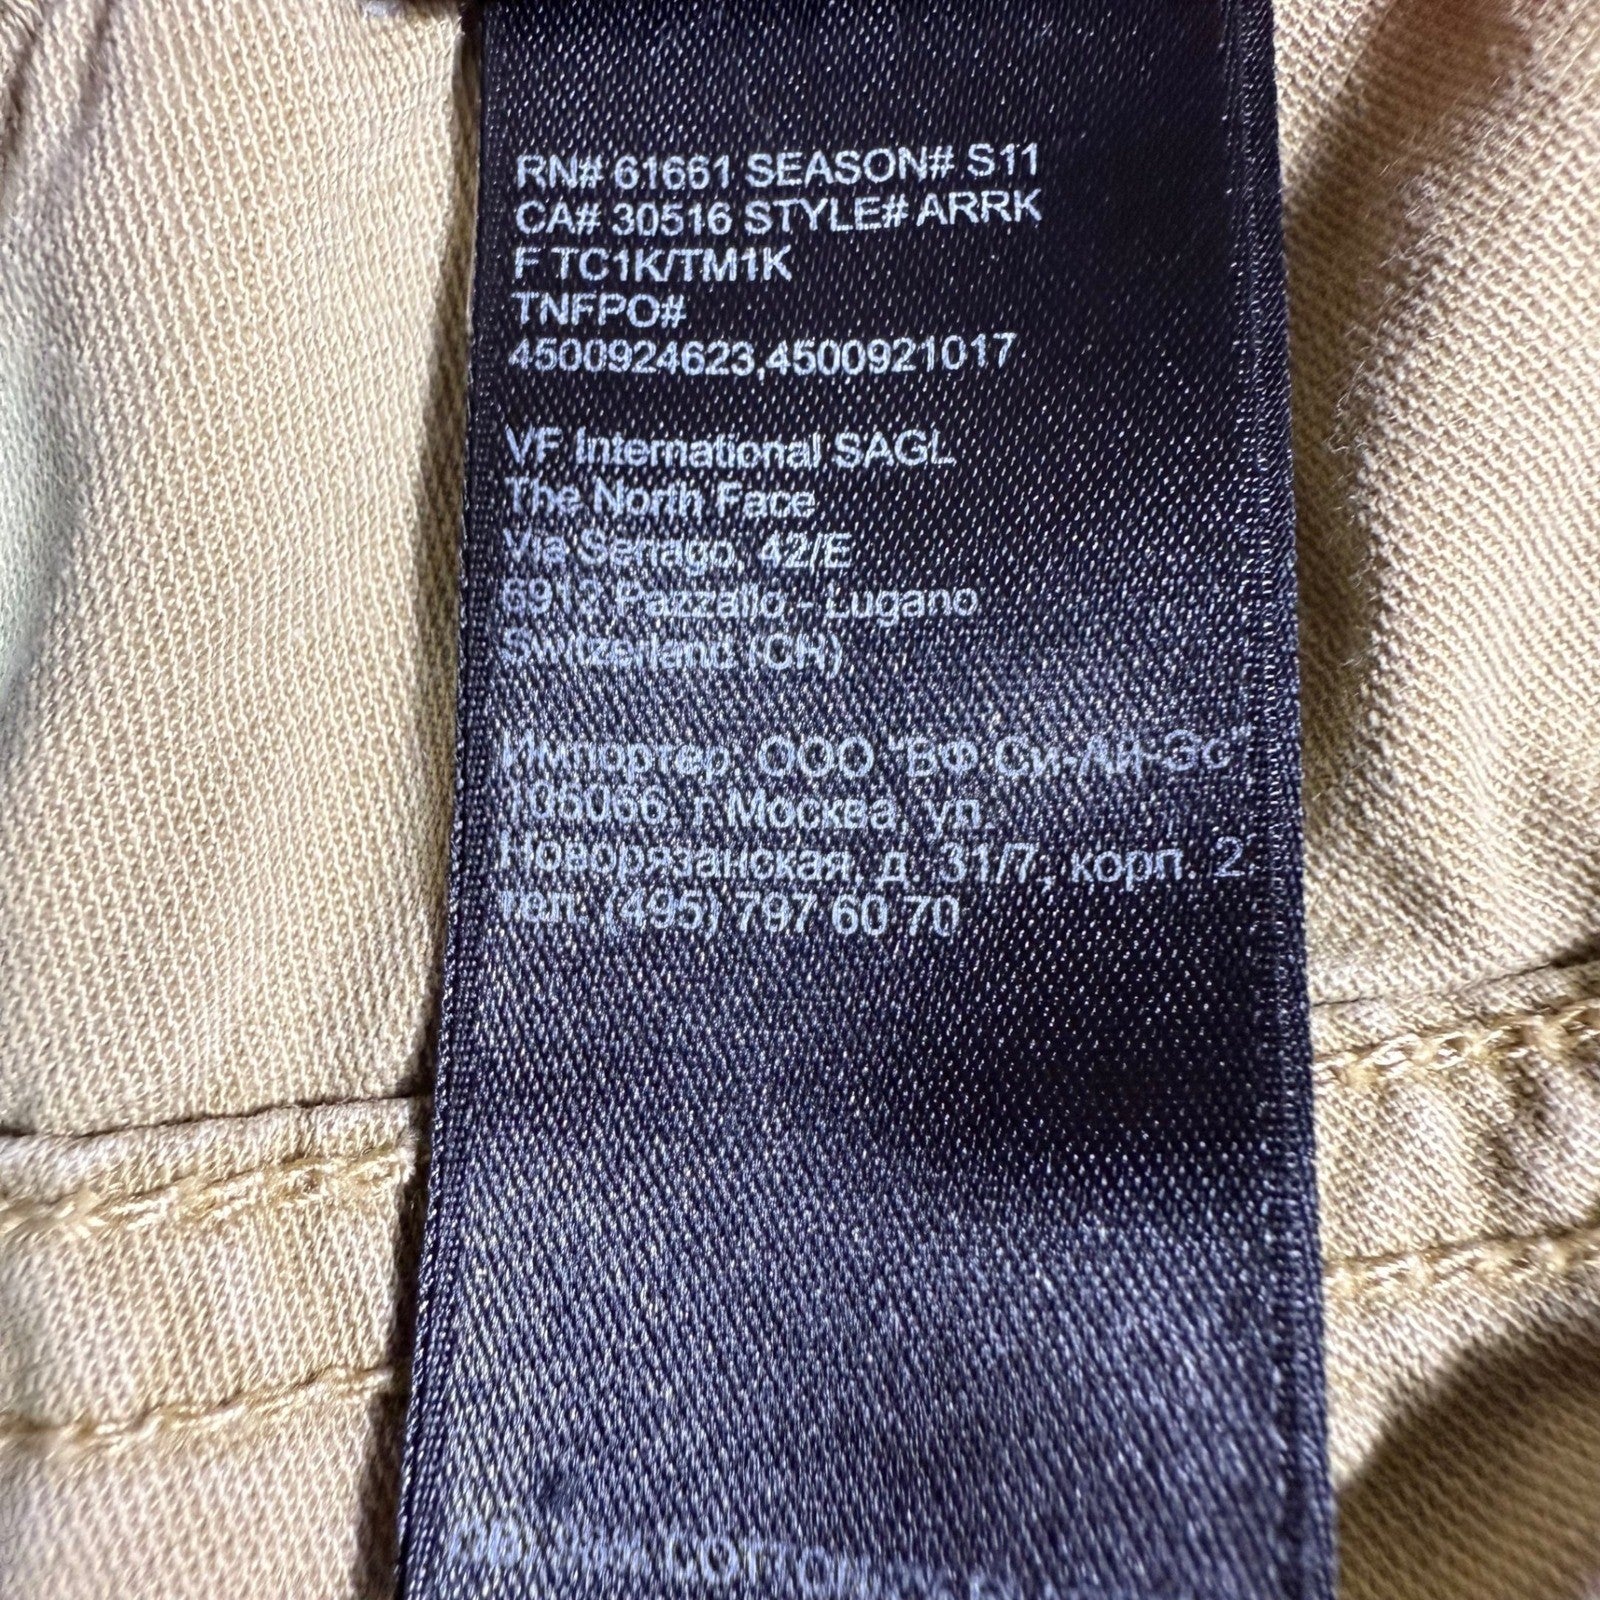 RN# 61661 SEASON# S11
CA# 30516 STYLE# ARRK
F TC1K/TM1K
TNFPO#
4500924623,4500921017
VF International SAGL
The North Face
Via Senago, 42/E
6912 Pazzallo - Lugano
Switzerland (CH)
Импортер: ООО "ВФ Си-Ай-Эс"
105066, г. Москва, ул.
Новорязанская, д. 31/7, корп. 2
тел. (495) 797 60 70